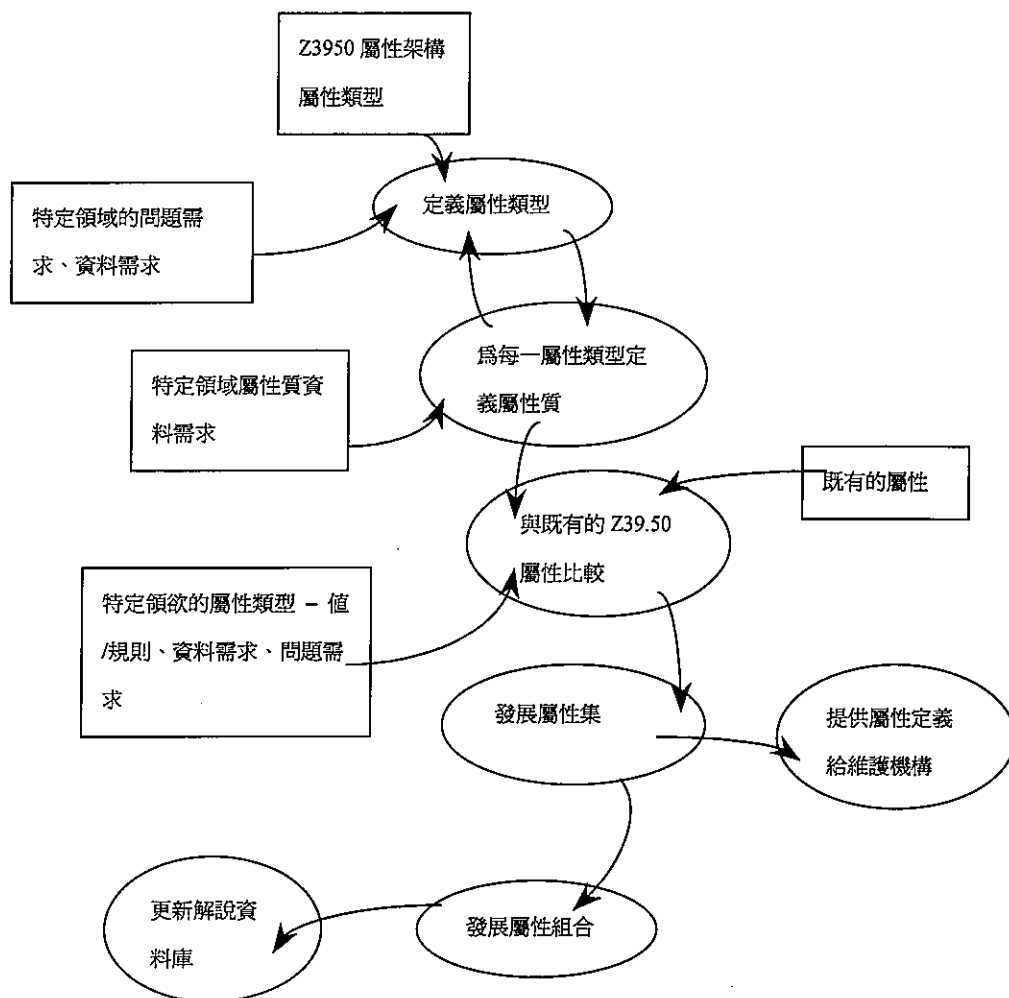 Z3950 屬性架構
屬性類型
定義屬性類型
特定領域的問題需
求、資料需求
為每一屬性類型定
義屬性質
特定領域屬性質資
料需求
既有的屬性
與既有的 Z39.50
屬性比較
特定領欲的屬性類型 – 值
/規則、資料需求、問題需
求
發展屬性集
提供屬性定義
給維護機構
更新解說資
料庫
發展屬性組合